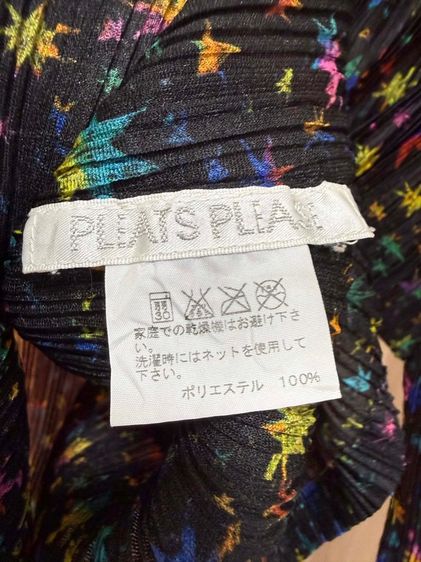 PLEATS PLEASE
30
家庭での乾燥機はお避け下さ
い。
洗濯時にはネットを使用して
下さい。
ポリエステル 100%